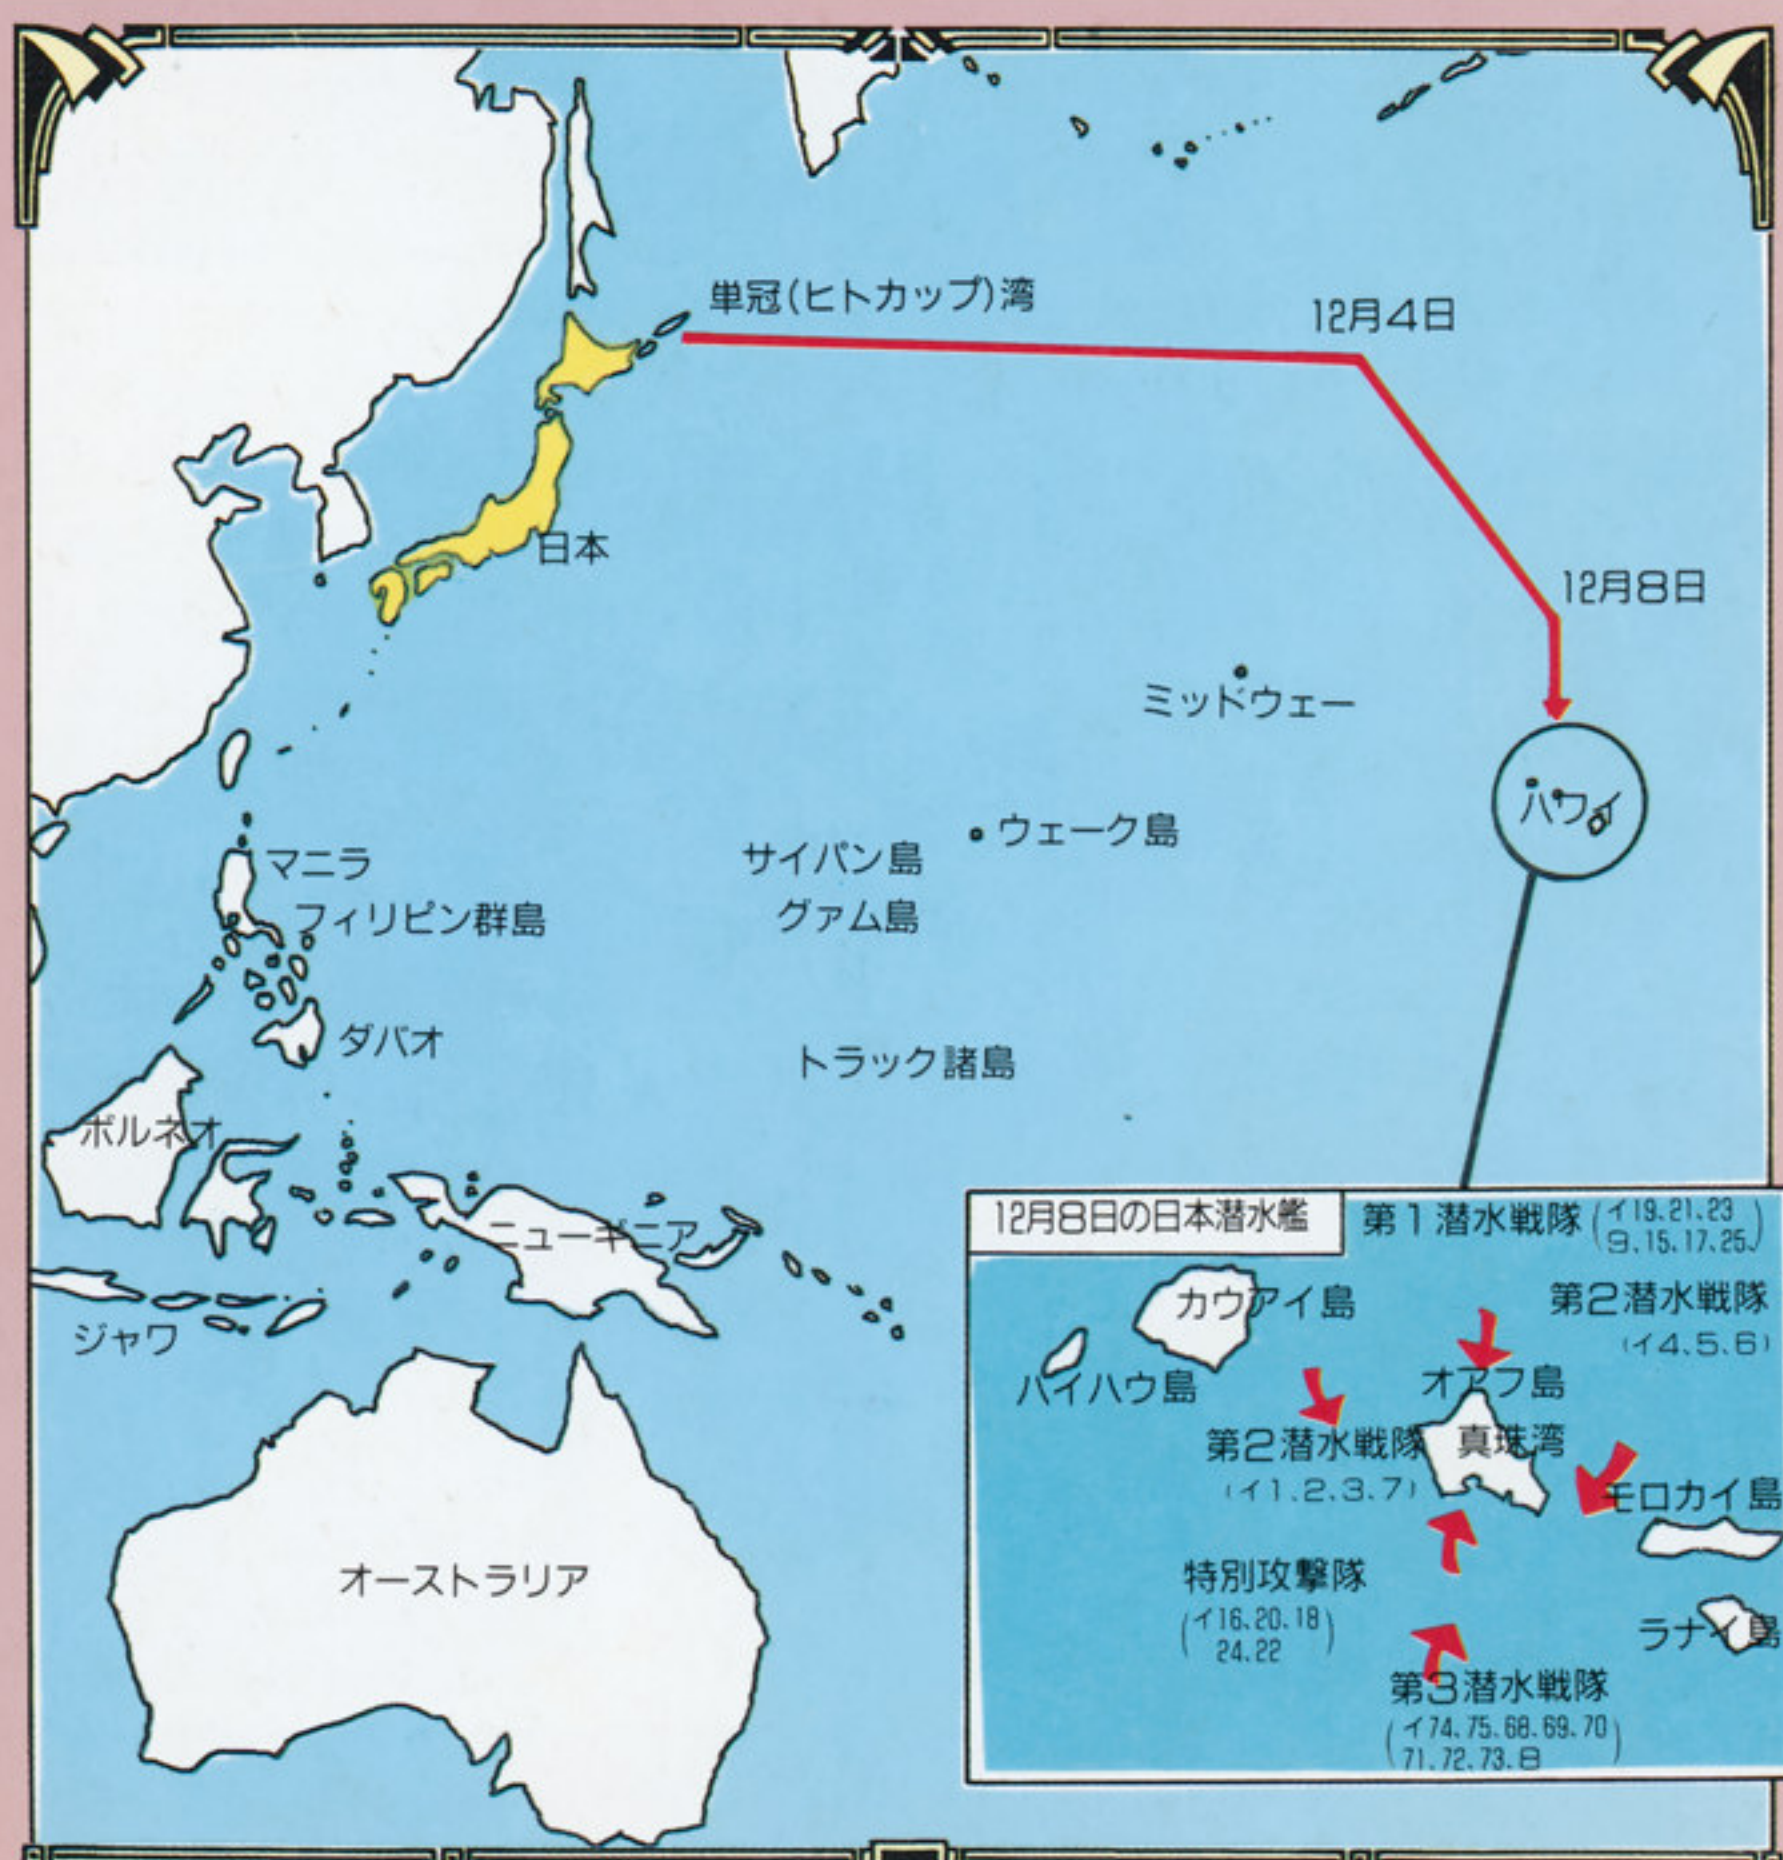 単冠(ヒトカップ)湾
12月4日
日本
12月8日
ミッドウェー
ハワイ
ウェーク島
サイパン島
グァム島
マニラ
フィリピン群島
ダバオ
トラック諸島
ボルネオ
ニューギニア
ジャワ
オーストラリア
12月8日の日本潜水艦
第1潜水戦隊(イ19.21.23
9.15.17.25.)
カウアイ島
第2潜水戦隊
(イ4.5.6)
ハイハウ島
オアフ島
第2潜水戦隊
(イ1.2.3.7)
真珠湾
モロカイ島
特別攻撃隊
(イ16.20.18
24.22)
ラナイ島
第3潜水戦隊
(イ74.75.68.69.70
71.72.73.8)